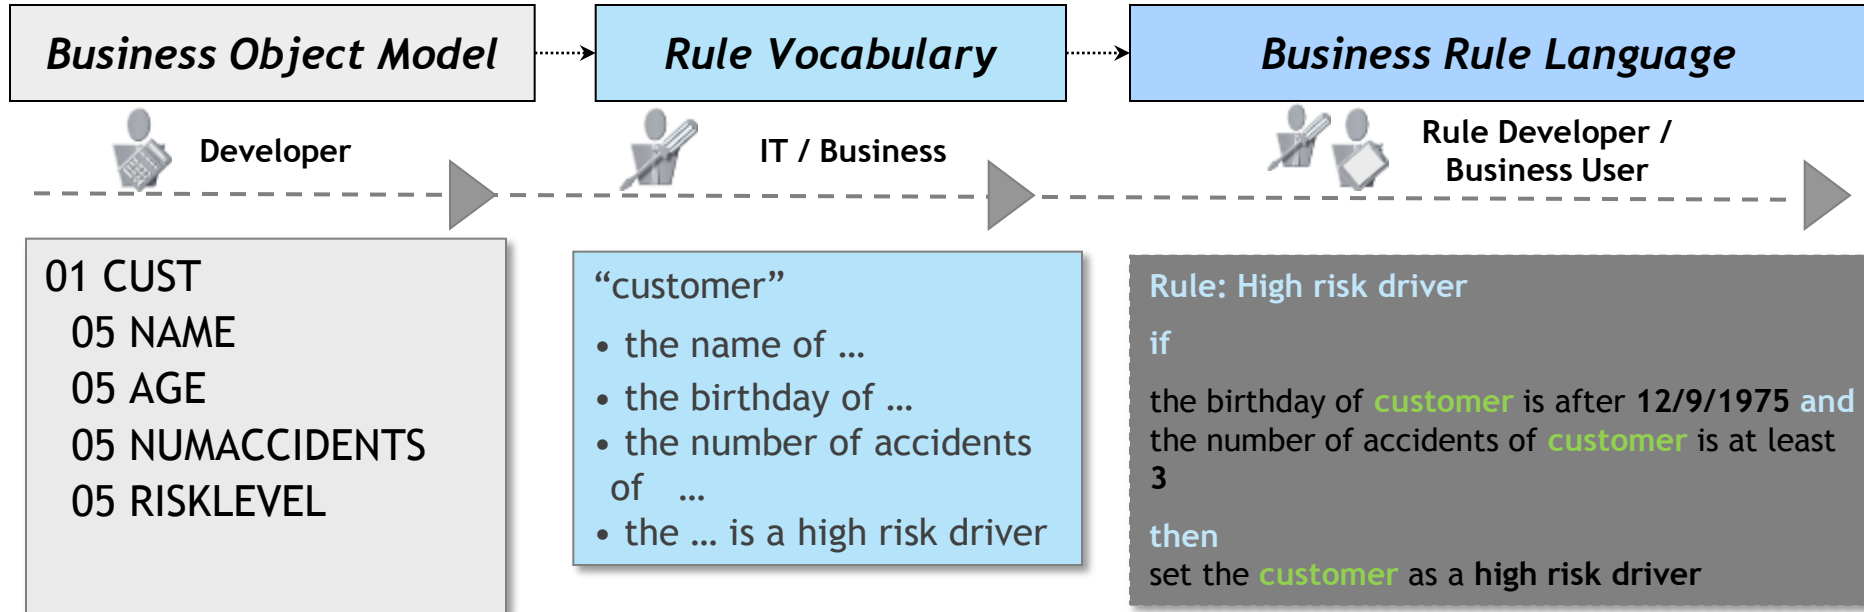 Business Object Model
Rule Vocabulary
Business Rule Language
Developer
IT / Business
Rule Developer /
Business User
01 CUST
05 NAME
05 AGE
05 NUMACCIDENTS
05 RISKLEVEL
“customer”
• the name of …
• the birthday of …
• the number of accidents
of …
• the … is a high risk driver
Rule: High risk driver
if
the birthday of customer is after 12/9/1975 and
the number of accidents of customer is at least
3
then
set the customer as a high risk driver